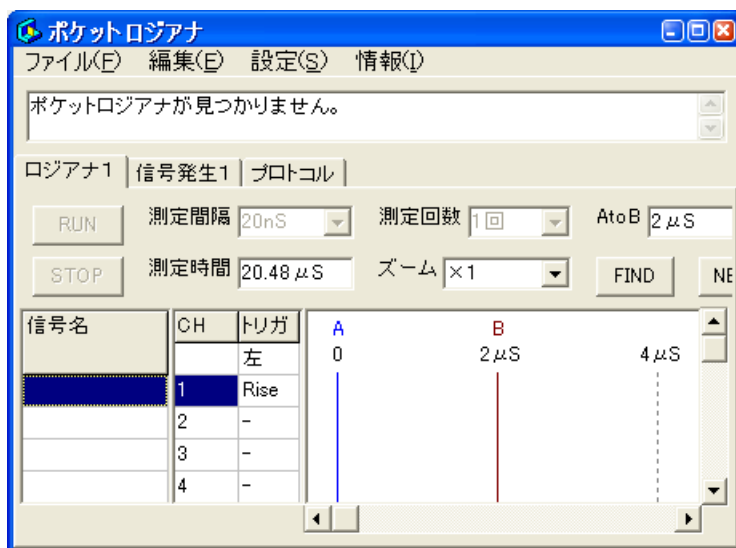 ポケットロジアナ
ファイル(F) 編集(E) 設定(S) 情報(I)
ポケットロジアナが見つかりません。
ロジアナ1 信号発生1 プロトコル
RUN 測定間隔 20nS 測定回数 1回 AtoB 2μS
STOP 測定時間 20.48μS ズーム ×1 FIND NE
信号名 CH トリガ A B
左 0 2μS 4μS
1 Rise
2 -
3 -
4 -